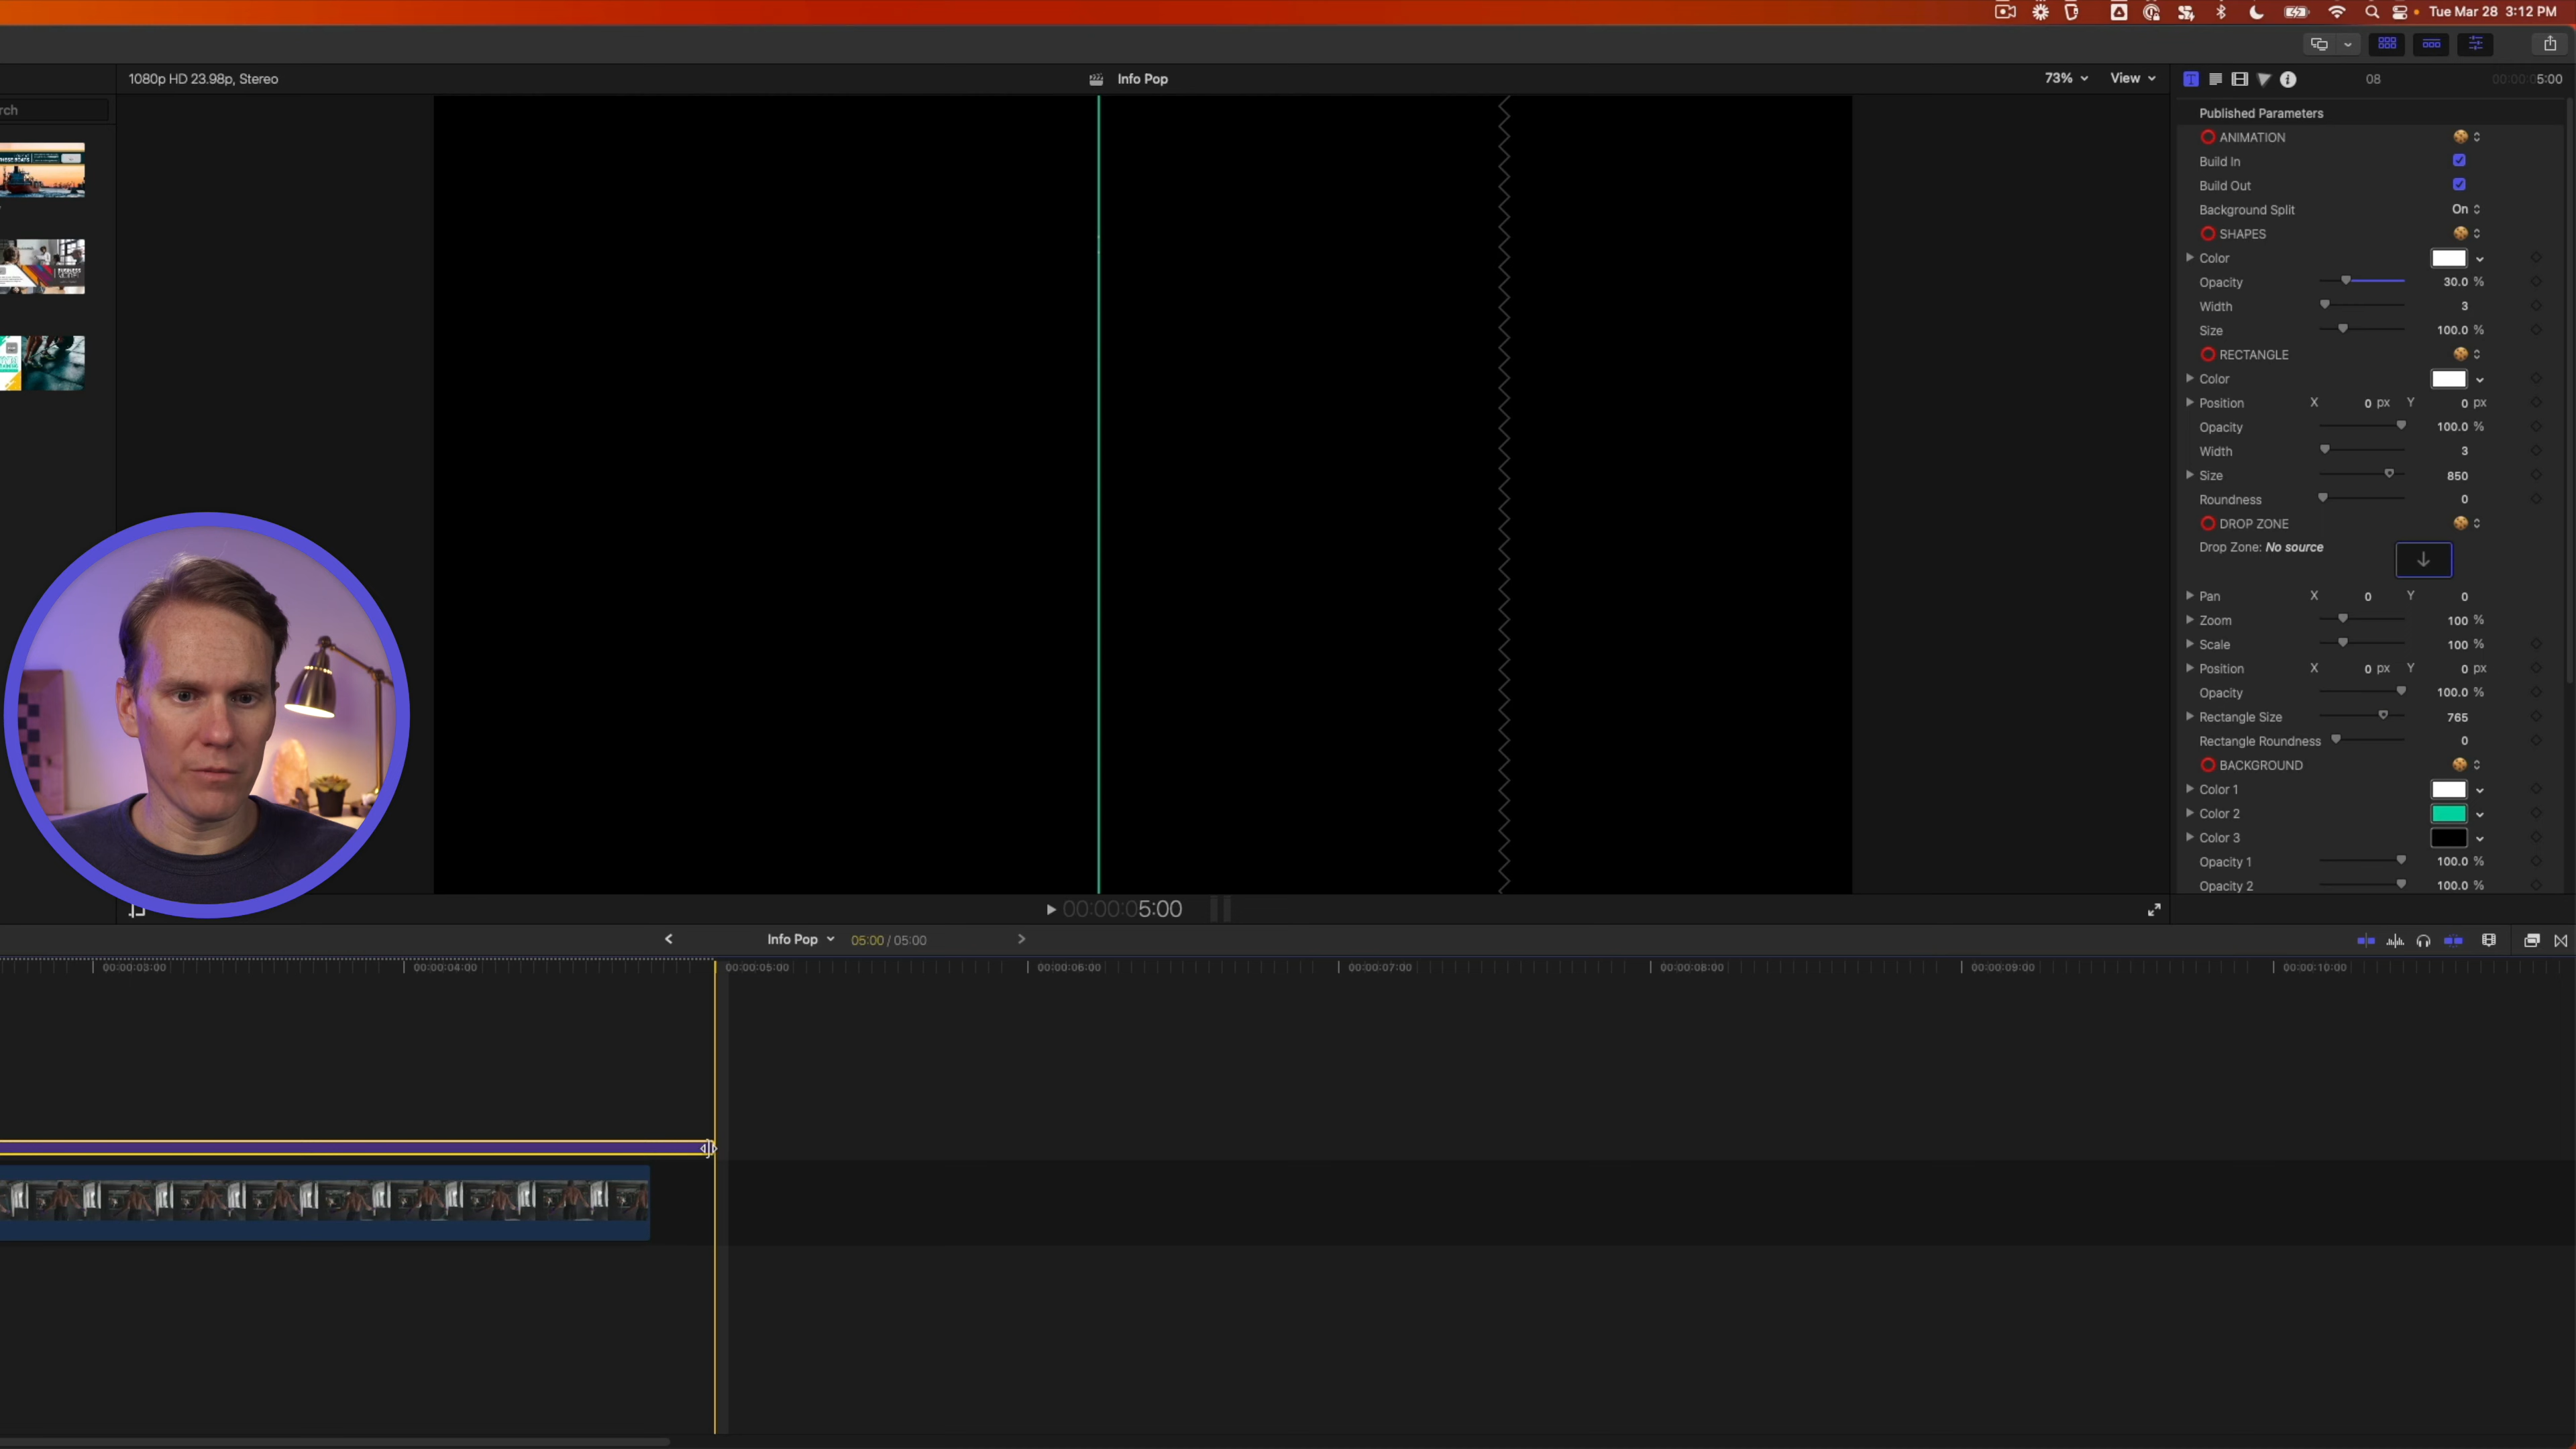 Tue Mar 28 3:12 PM
1080p HD 23.98p, Stereo
Info Pop
73%
View
08
00:00:05:00
rch
Published Parameters
ANIMATION
Build In
Build Out
Background Split On
SHAPES
Color
Opacity 30.0 %
Width 3
Size 100.0 %
RECTANGLE
Color
Position X 0 px Y 0 px
Opacity 100.0 %
Width 3
Size 850
Roundness 0
DROP ZONE
Drop Zone: No source
Pan X 0 Y 0
Zoom 100 %
Scale 100 %
Position X 0 px Y 0 px
Opacity 100.0 %
Rectangle Size 765
Rectangle Roundness 0
BACKGROUND
Color 1
Color 2
Color 3
Opacity 1 100.0 %
Opacity 2 100.0 %
00:00:05:00
Info Pop 05:00 / 05:00
00:00:03:00 00:00:04:00 00:00:05:00 00:00:06:00 00:00:07:00 00:00:08:00 00:00:09:00 00:00:10:00